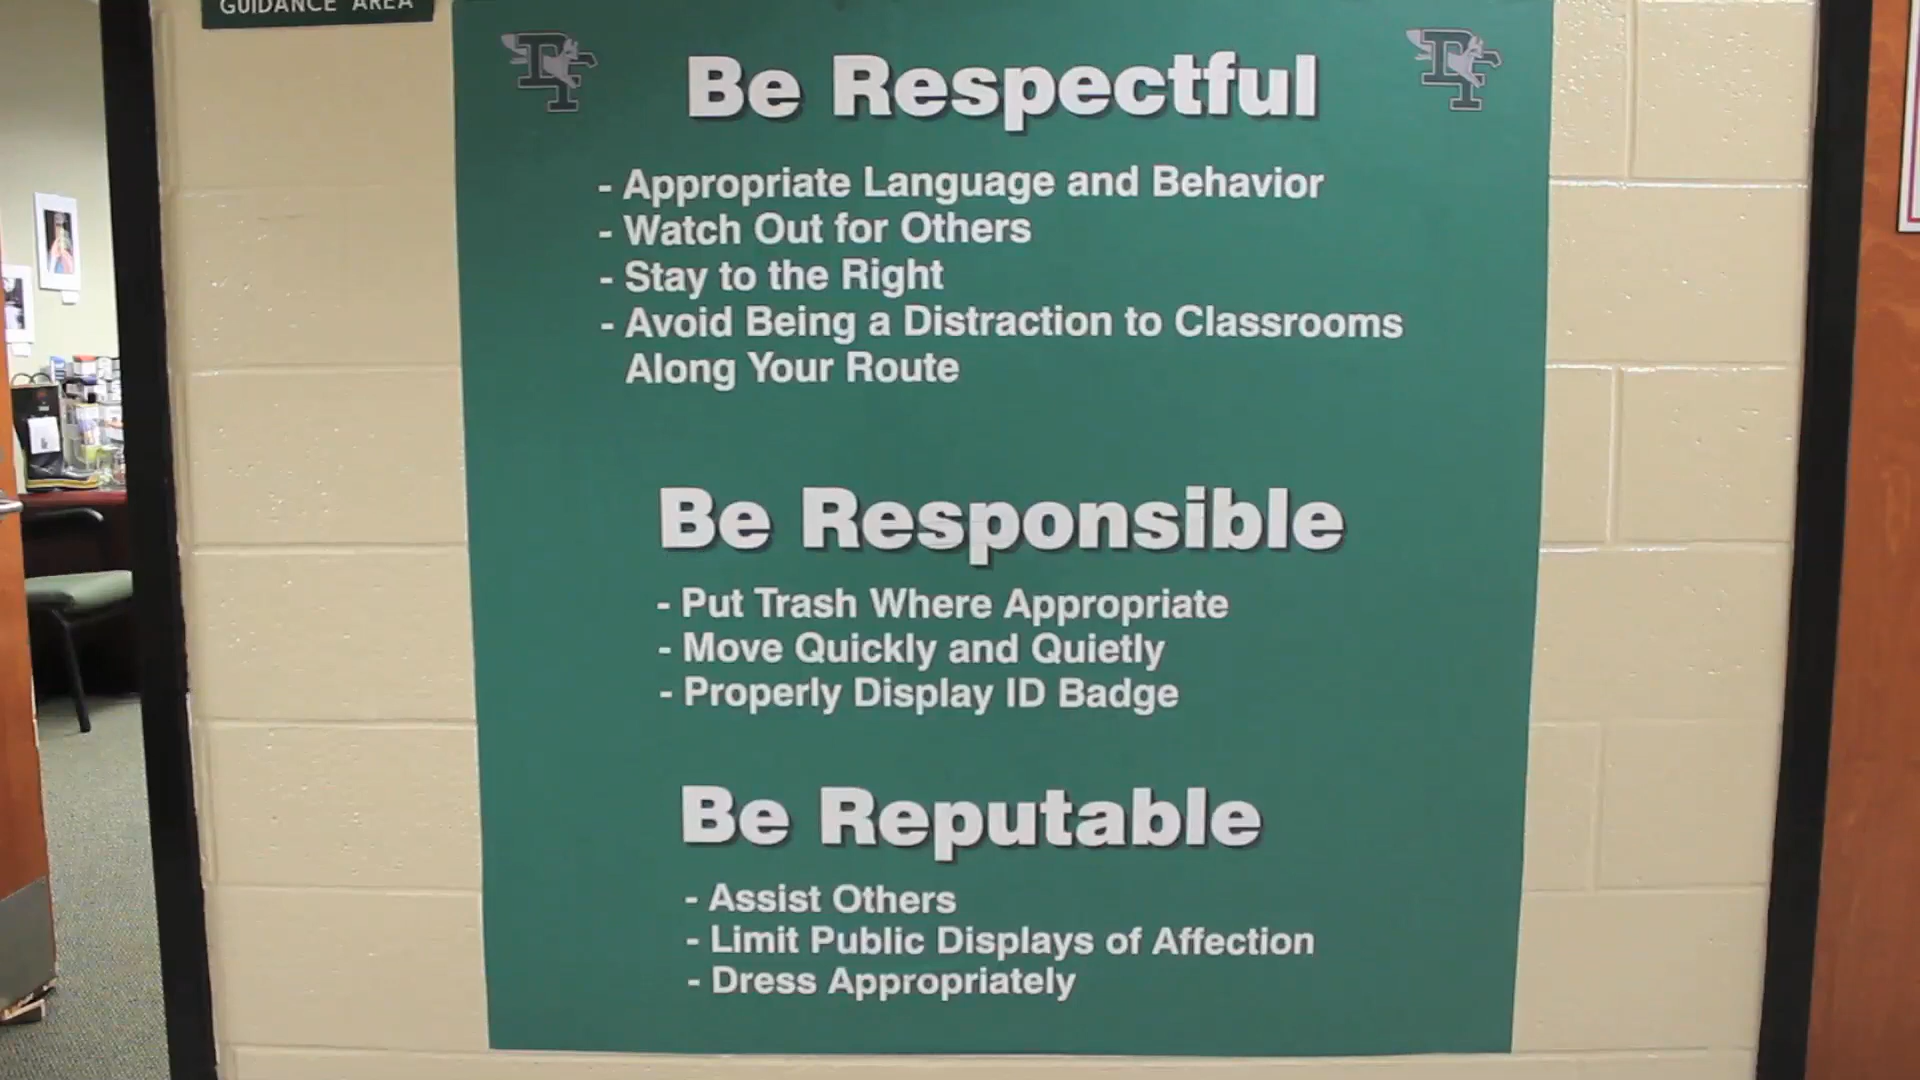 GUIDANCE AREA
Be Respectful
- Appropriate Language and Behavior
- Watch Out for Others
- Stay to the Right
- Avoid Being a Distraction to Classrooms
Along Your Route
Be Responsible
- Put Trash Where Appropriate
- Move Quickly and Quietly
- Properly Display ID Badge
Be Reputable
- Assist Others
- Limit Public Displays of Affection
- Dress Appropriately